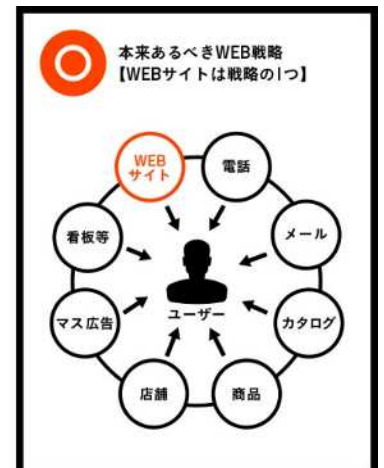 本来あるべきWEB戦略
【WEBサイトは戦略の1つ】
WEB
サイト
電話
看板等
メール
ユーザー
マス広告
カタログ
店舗
商品